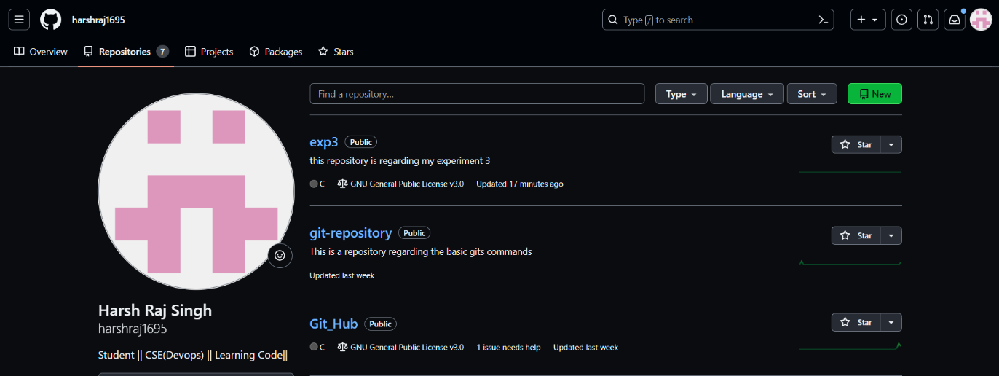 harshraj1695
Type / to search
Overview Repositories 7 Projects Packages Stars
Find a repository...
Type Language Sort New
exp3 Public
Star
this repository is regarding my experiment 3
C GNU General Public License v3.0 Updated 17 minutes ago
git-repository Public
Star
This is a repository regarding the basic gits commands
Updated last week
Git_Hub Public
Star
C GNU General Public License v3.0 1 issue needs help Updated last week
Harsh Raj Singh
harshraj1695
Student || CSE(Devops) || Learning Code||